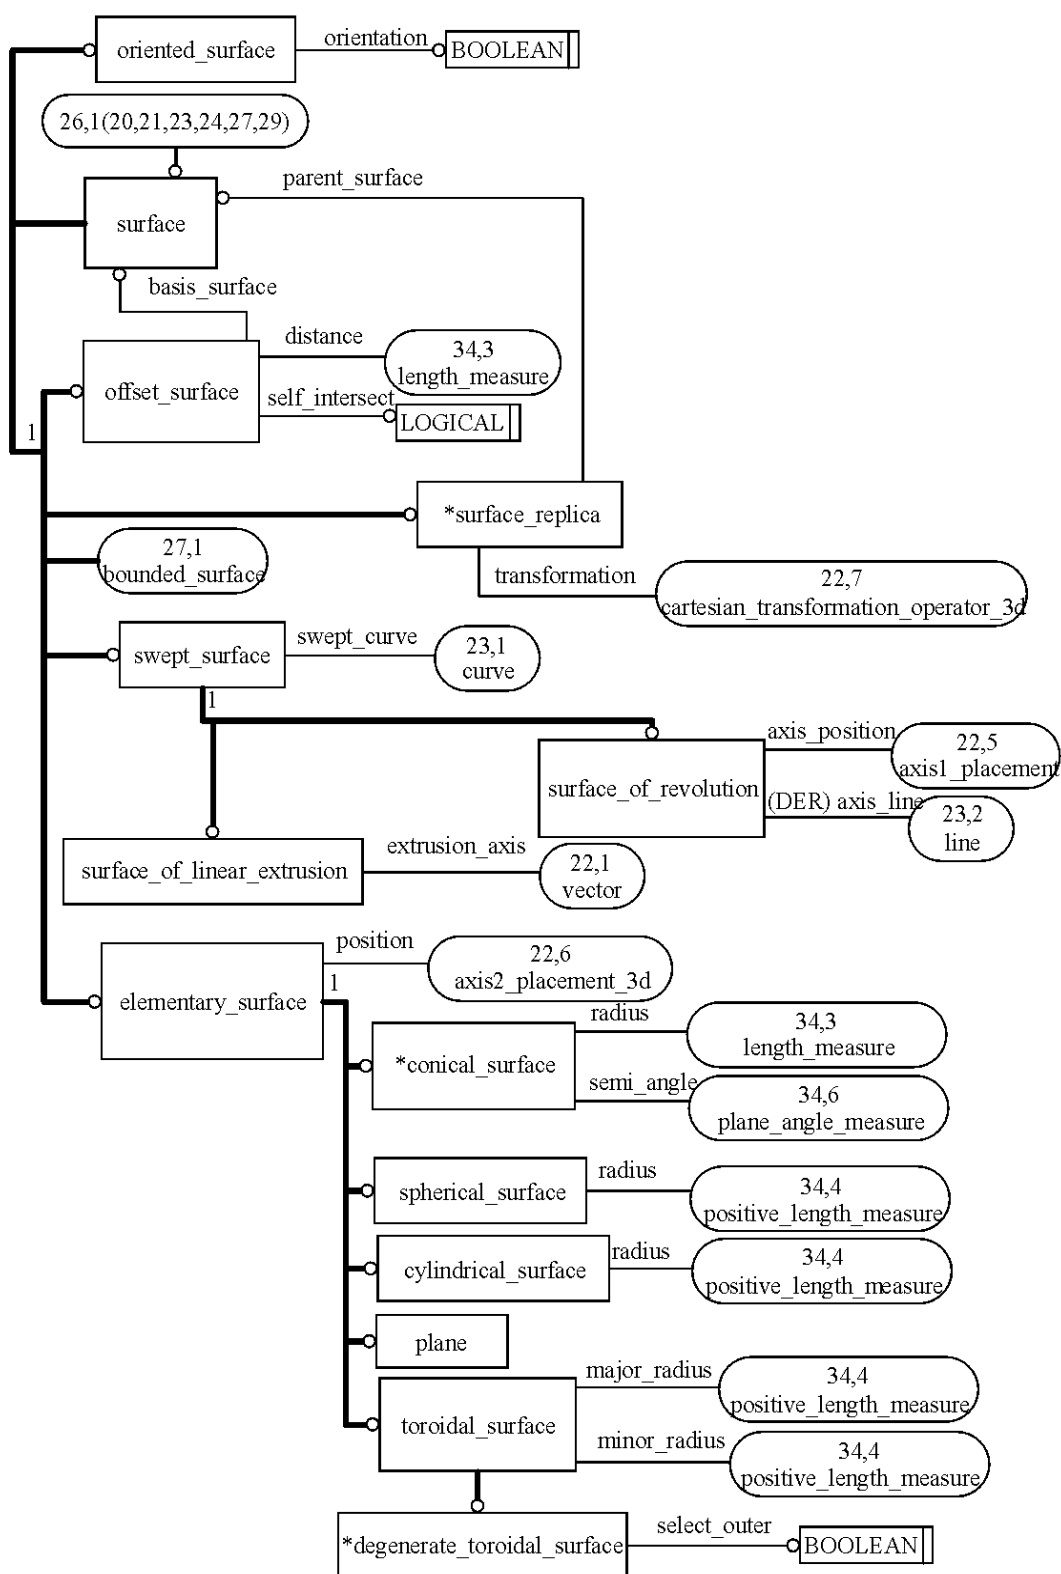 oriented_surface
orientation
BOOLEAN
26,1(20,21,23,24,27,29)
surface
parent_surface
basis_surface
offset_surface
distance
34,3
length_measure
self_intersect
LOGICAL
1
*surface_replica
27,1
bounded_surface
transformation
22,7
cartesian_transformation_operator_3d
swept_surface
swept_curve
23,1
curve
1
surface_of_revolution
axis_position
22,5
axis1_placement
(DER) axis_line
23,2
line
surface_of_linear_extrusion
extrusion_axis
22,1
vector
elementary_surface
position
22,6
axis2_placement_3d
1
*conical_surface
radius
34,3
length_measure
semi_angle
34,6
plane_angle_measure
spherical_surface
radius
34,4
positive_length_measure
cylindrical_surface
radius
34,4
positive_length_measure
plane
toroidal_surface
major_radius
34,4
positive_length_measure
minor_radius
34,4
positive_length_measure
*degenerate_toroidal_surface
select_outer
BOOLEAN